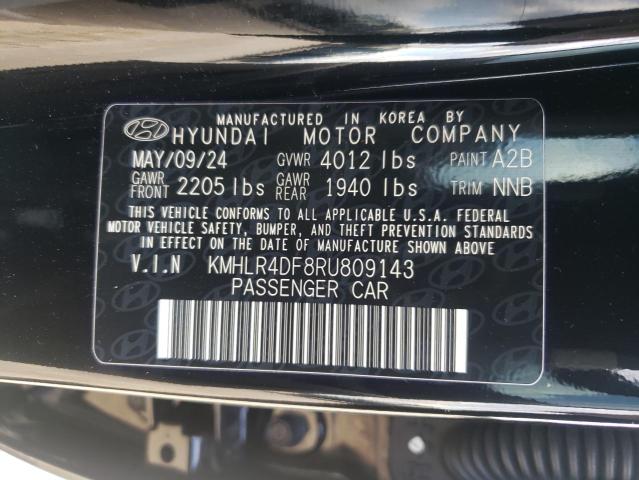 MANUFACTURED IN KOREA BY
HYUNDAI MOTOR COMPANY
MAY/09/24 GVWR 4012 lbs PAINT A2B
GAWR FRONT 2205 lbs GAWR REAR 1940 lbs TRIM NNB
THIS VEHICLE CONFORMS TO ALL APPLICABLE U.S.A. FEDERAL
MOTOR VEHICLE SAFETY, BUMPER, AND THEFT PREVENTION STANDARDS
IN EFFECT ON THE DATE OF MANUFACTURE SHOWN ABOVE
V.I.N KMHLR4DF8RU809143
PASSENGER CAR